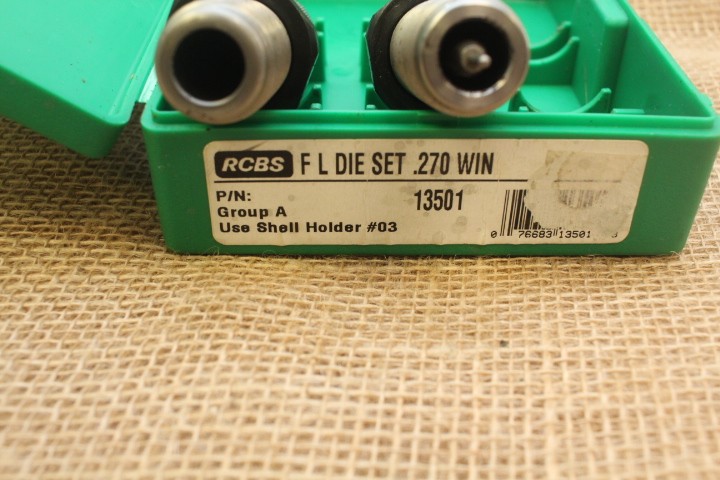 RCBS F L DIE SET .270 WIN
P/N: 13501
Group A
Use Shell Holder #03
0 76683 13501